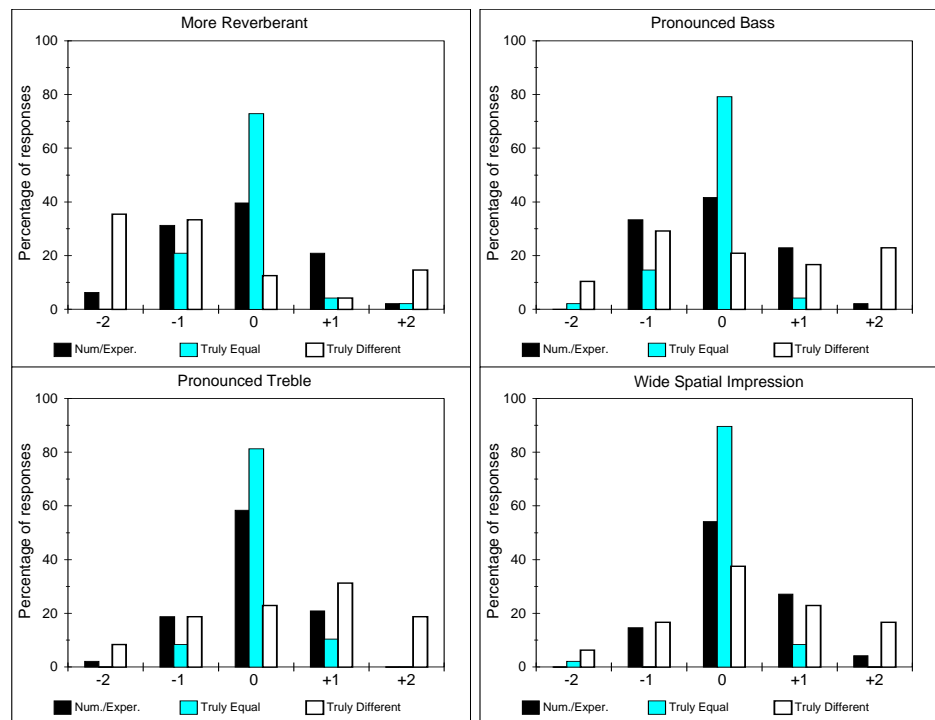 More Reverberant
Percentage of responses
100
80
60
40
20
0
-2 -1 0 +1 +2
Num/Exper. Truly Equal Truly Different
Pronounced Bass
Percentage of responses
100
80
60
40
20
0
-2 -1 0 +1 +2
Num./Exper. Truly Equal Truly Different
Pronounced Treble
Percentage of responses
100
80
60
40
20
0
-2 -1 0 +1 +2
Num./Exper. Truly Equal Truly Different
Wide Spatial Impression
Percentage of responses
100
80
60
40
20
0
-2 -1 0 +1 +2
Num./Exper. Truly Equal Truly Different